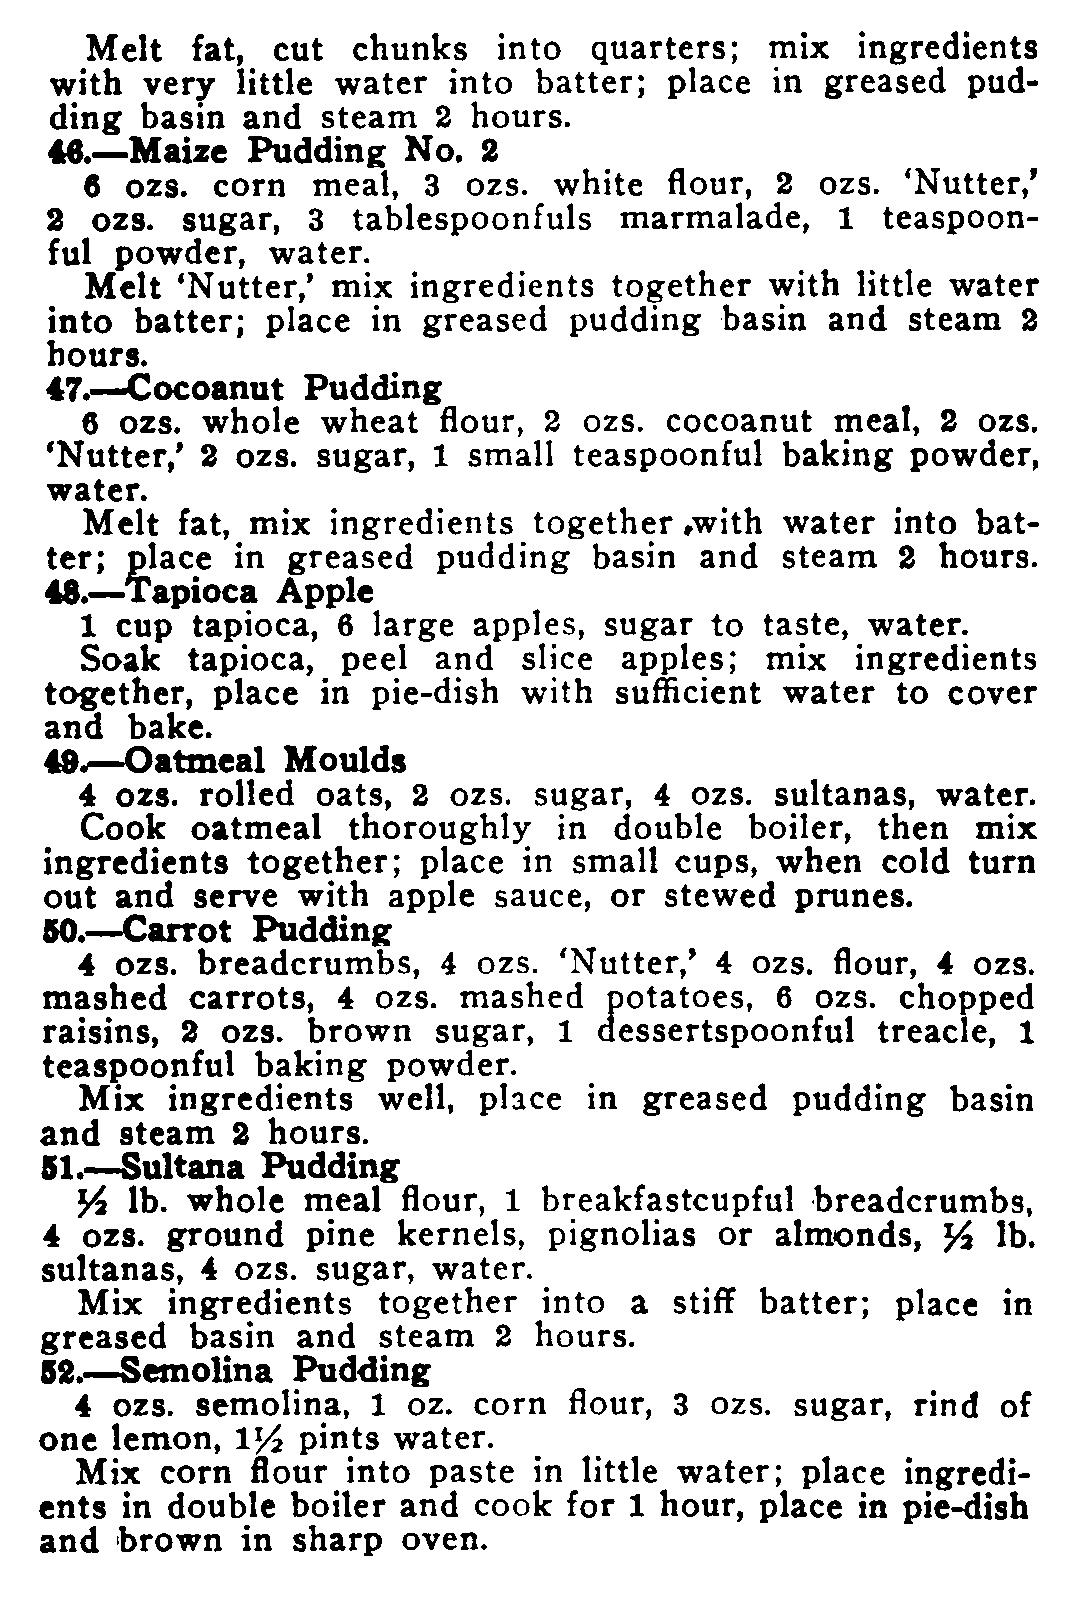 Melt fat, cut chunks into quarters; mix ingredients
with very little water into batter; place in greased pud-
ding basin and steam 2 hours.
46.—Maize Pudding No. 2
6 ozs. corn meal, 3 ozs. white flour, 2 ozs. ‘Nutter,’
2 ozs. sugar, 3 tablespoonfuls marmalade, 1 teaspoon-
ful powder, water.
Melt ‘Nutter,’ mix ingredients together with little water
into batter; place in greased pudding basin and steam 2
hours.
47.—Cocoanut Pudding
6 ozs. whole wheat flour, 2 ozs. cocoanut meal, 2 ozs.
‘Nutter,’ 2 ozs. sugar, 1 small teaspoonful baking powder,
water.
Melt fat, mix ingredients together with water into bat-
ter; place in greased pudding basin and steam 2 hours.
48.—Tapioca Apple
1 cup tapioca, 6 large apples, sugar to taste, water.
Soak tapioca, peel and slice apples; mix ingredients
together, place in pie-dish with sufficient water to cover
and bake.
49.—Oatmeal Moulds
4 ozs. rolled oats, 2 ozs. sugar, 4 ozs. sultanas, water.
Cook oatmeal thoroughly in double boiler, then mix
ingredients together; place in small cups, when cold turn
out and serve with apple sauce, or stewed prunes.
50.—Carrot Pudding
4 ozs. breadcrumbs, 4 ozs. ‘Nutter,’ 4 ozs. flour, 4 ozs.
mashed carrots, 4 ozs. mashed potatoes, 6 ozs. chopped
raisins, 2 ozs. brown sugar, 1 dessertspoonful treacle, 1
teaspoonful baking powder.
Mix ingredients well, place in greased pudding basin
and steam 2 hours.
51.—Sultana Pudding
½ lb. whole meal flour, 1 breakfastcupful breadcrumbs,
4 ozs. ground pine kernels, pignolias or almonds, ½ lb.
sultanas, 4 ozs. sugar, water.
Mix ingredients together into a stiff batter; place in
greased basin and steam 2 hours.
52.—Semolina Pudding
4 ozs. semolina, 1 oz. corn flour, 3 ozs. sugar, rind of
one lemon, 1½ pints water.
Mix corn flour into paste in little water; place ingredi-
ents in double boiler and cook for 1 hour, place in pie-dish
and brown in sharp oven.